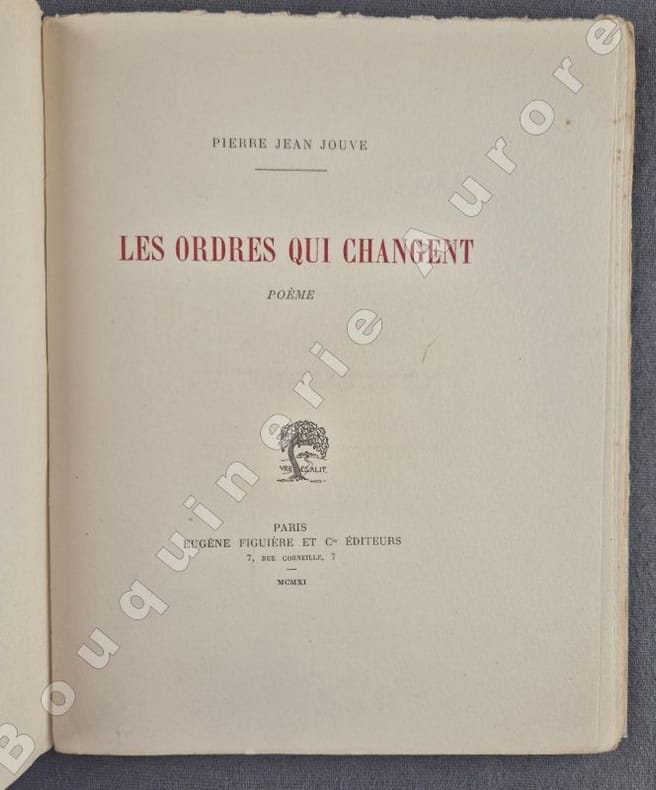 PIERRE JEAN JOUVE
LES ORDRES QUI CHANGENT
POÈME
PARIS
EUGÈNE FIGUIÈRE ET Cie ÉDITEURS
7, RUE CORNEILLE, 7
MCMXI
Bouquinerie Aurore